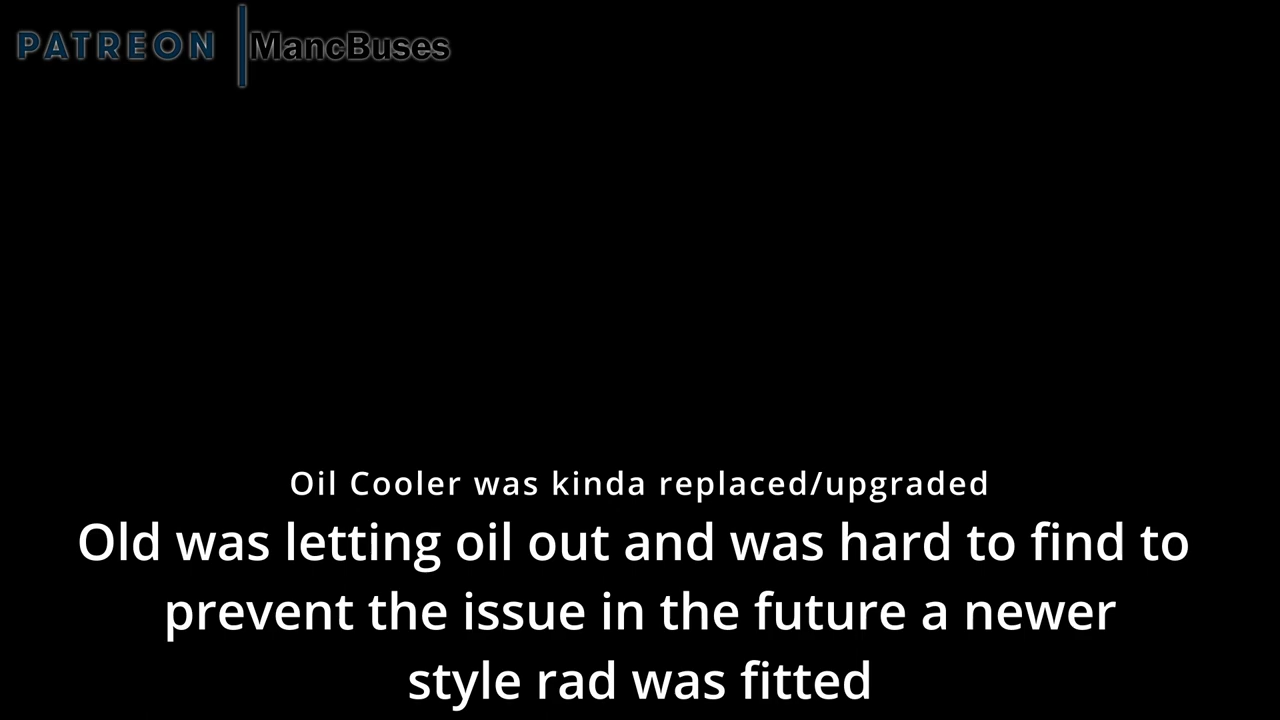 PATREON | MancBuses
Oil Cooler was kinda replaced/upgraded
Old was letting oil out and was hard to find to
prevent the issue in the future a newer
style rad was fitted